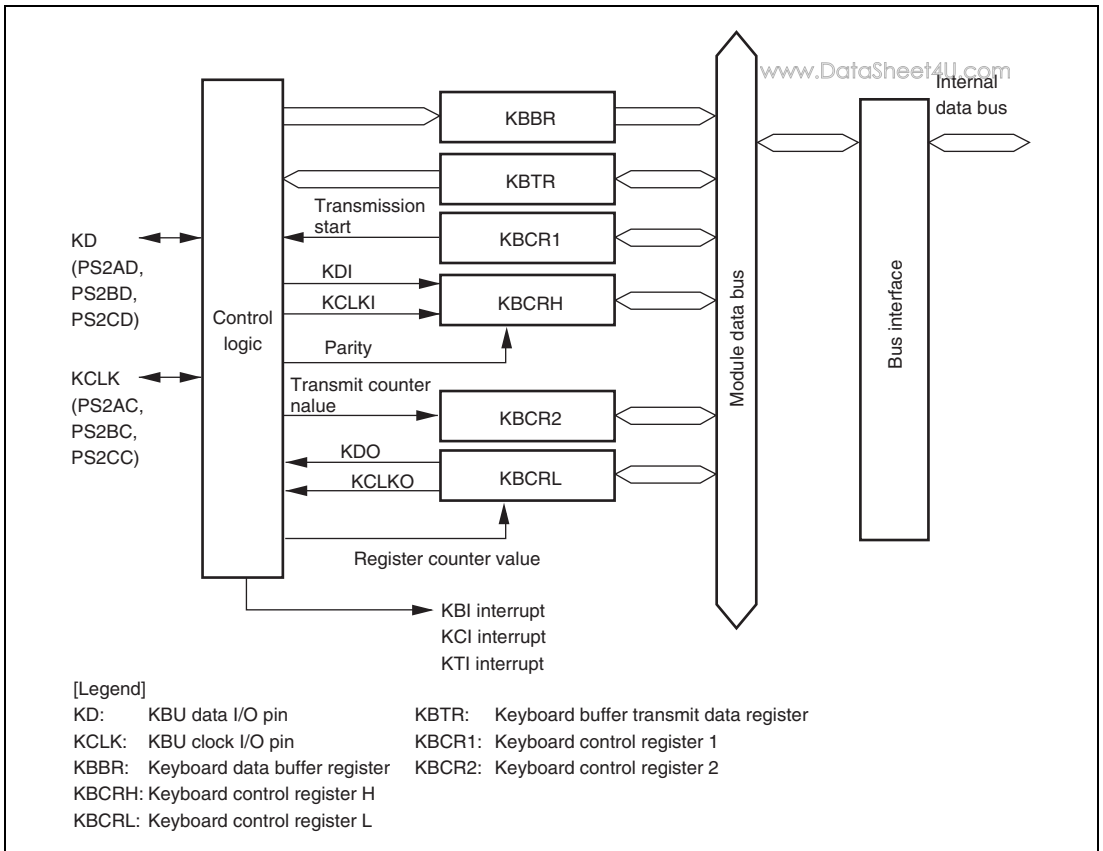 www.DataSheet4U.com
Internal
data bus
KBBR
KBTR
Transmission
start
KBCR1
KD
(PS2AD,
PS2BD,
PS2CD)
KDI
KCLKI
KBCRH
Control
logic
Parity
Module data bus
Bus interface
KCLK
(PS2AC,
PS2BC,
PS2CC)
Transmit counter
nalue
KBCR2
KDO
KCLKO
KBCRL
Register counter value
KBI interrupt
KCI interrupt
KTI interrupt
[Legend]
KD: KBU data I/O pin
KCLK: KBU clock I/O pin
KBBR: Keyboard data buffer register
KBCRH: Keyboard control register H
KBCRL: Keyboard control register L
KBTR: Keyboard buffer transmit data register
KBCR1: Keyboard control register 1
KBCR2: Keyboard control register 2